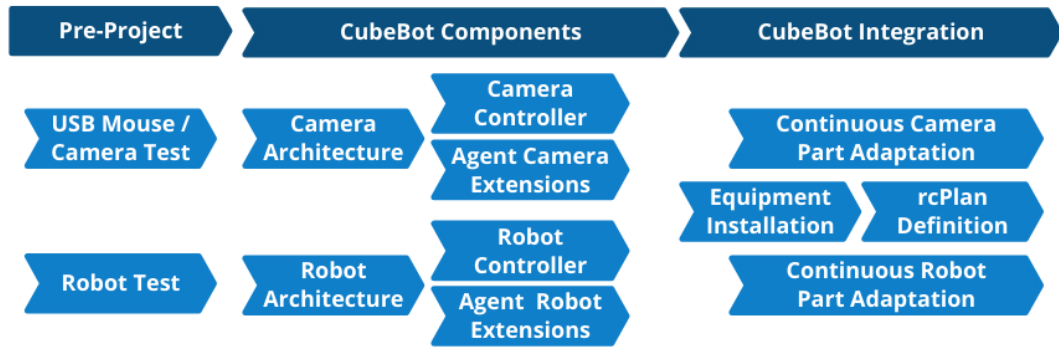 Pre-Project
CubeBot Components
CubeBot Integration
USB Mouse /
Camera Test
Camera
Architecture
Camera
Controller
Agent Camera
Extensions
Continuous Camera
Part Adaptation
Equipment
Installation
rcPlan
Definition
Robot Test
Robot
Architecture
Robot
Controller
Agent Robot
Extensions
Continuous Robot
Part Adaptation